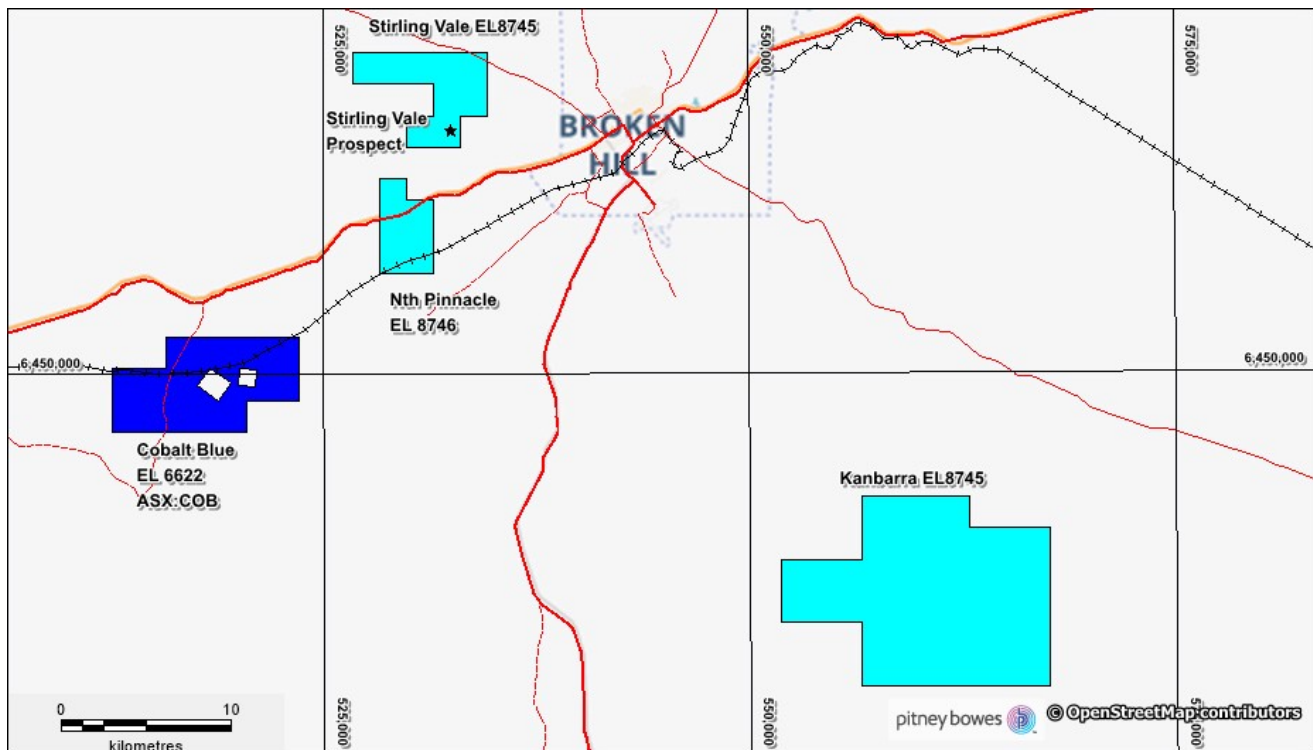 Stirling Vale EL8745
525,000
550,000
575,000
Stirling Vale
Prospect
BROKEN
HILL
Nth Pinnacle
EL 8746
6,450,000
6,450,000
Cobalt Blue
EL 6622
ASX:COB
Kanbarra EL8745
0
10
kilometres
525,000
550,000
pitney bowes
© OpenStreetMap contributors